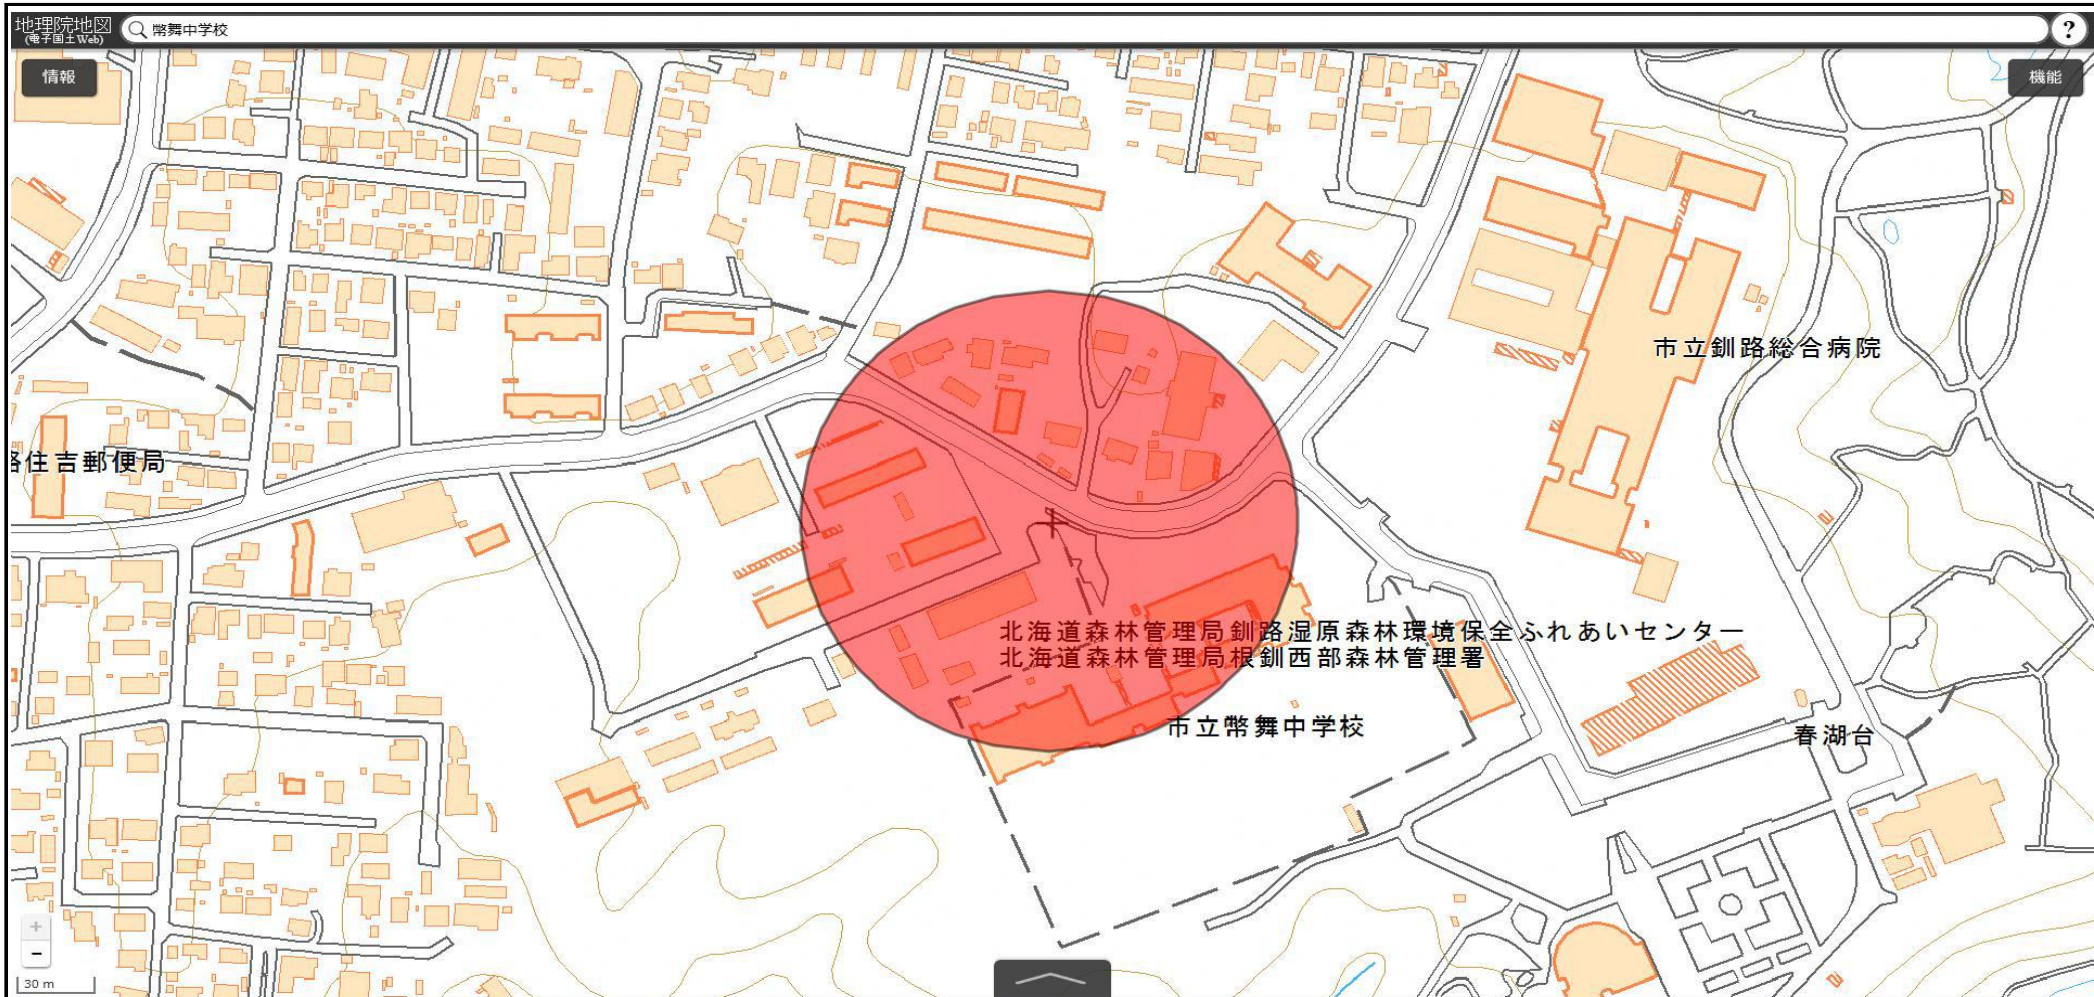 地理院地図
(電子国土Web)
幣舞中学校
?
情報
機能
市立釧路総合病院
路住吉郵便局
北海道森林管理局釧路湿原森林環境保全ふれあいセンター
北海道森林管理局根釧西部森林管理署
市立幣舞中学校
春湖台
+
−
30 m